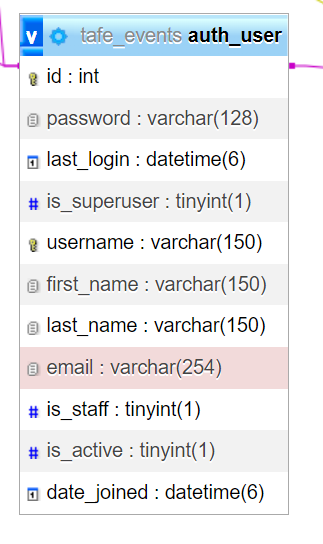 v tafe_events auth_user
id : int
password : varchar(128)
last_login : datetime(6)
is_superuser : tinyint(1)
username : varchar(150)
first_name : varchar(150)
last_name : varchar(150)
email : varchar(254)
is_staff : tinyint(1)
is_active : tinyint(1)
date_joined : datetime(6)